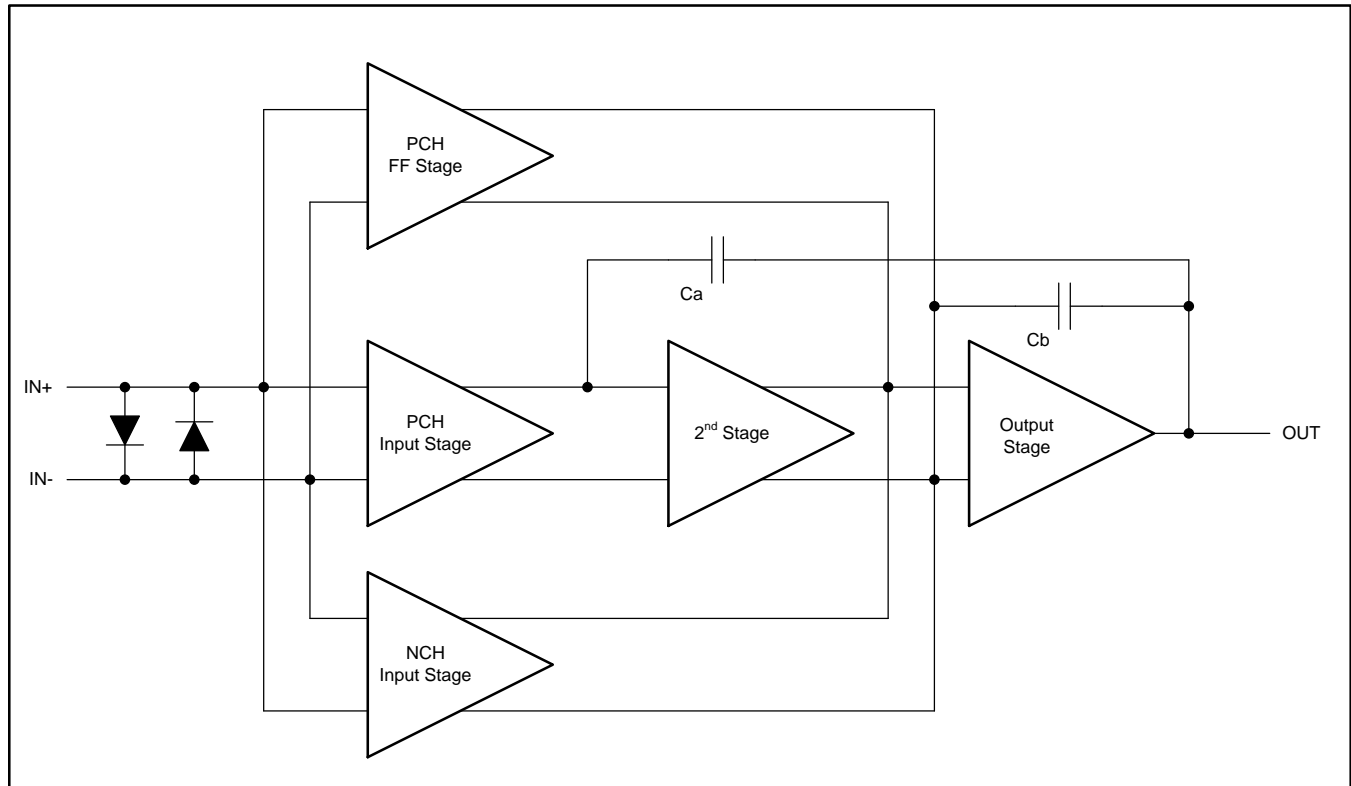 PCH
FF Stage
Ca
Cb
IN+
IN-
PCH
Input Stage
2nd Stage
Output
Stage
OUT
NCH
Input Stage